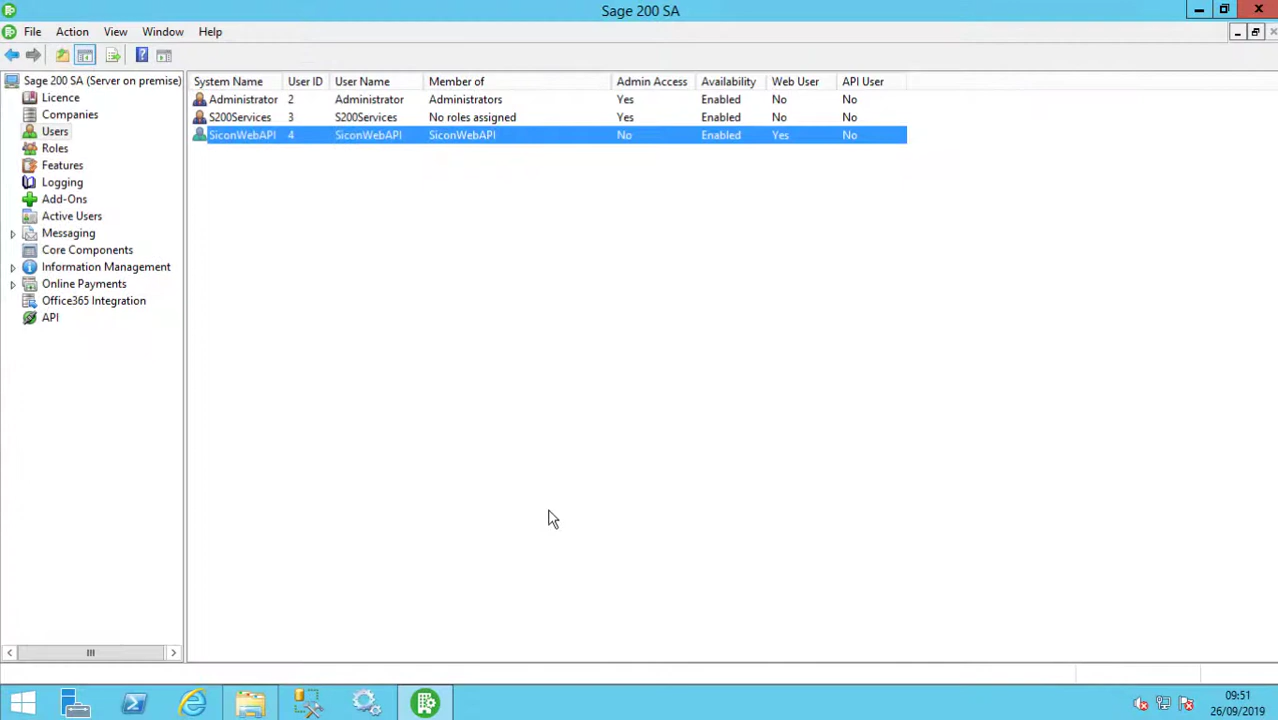 Sage 200 SA
File Action View Window Help
Sage 200 SA (Server on premise)
Licence
Companies
Users
Roles
Features
Logging
Add-Ons
Active Users
Messaging
Core Components
Information Management
Online Payments
Office365 Integration
API
System Name User ID User Name Member of Admin Access Availability Web User API User
Administrator 2 Administrator Administrators Yes Enabled No No
S200Services 3 S200Services No roles assigned Yes Enabled No No
SiconWebAPI 4 SiconWebAPI SiconWebAPI No Enabled Yes No
09:51
26/09/2019